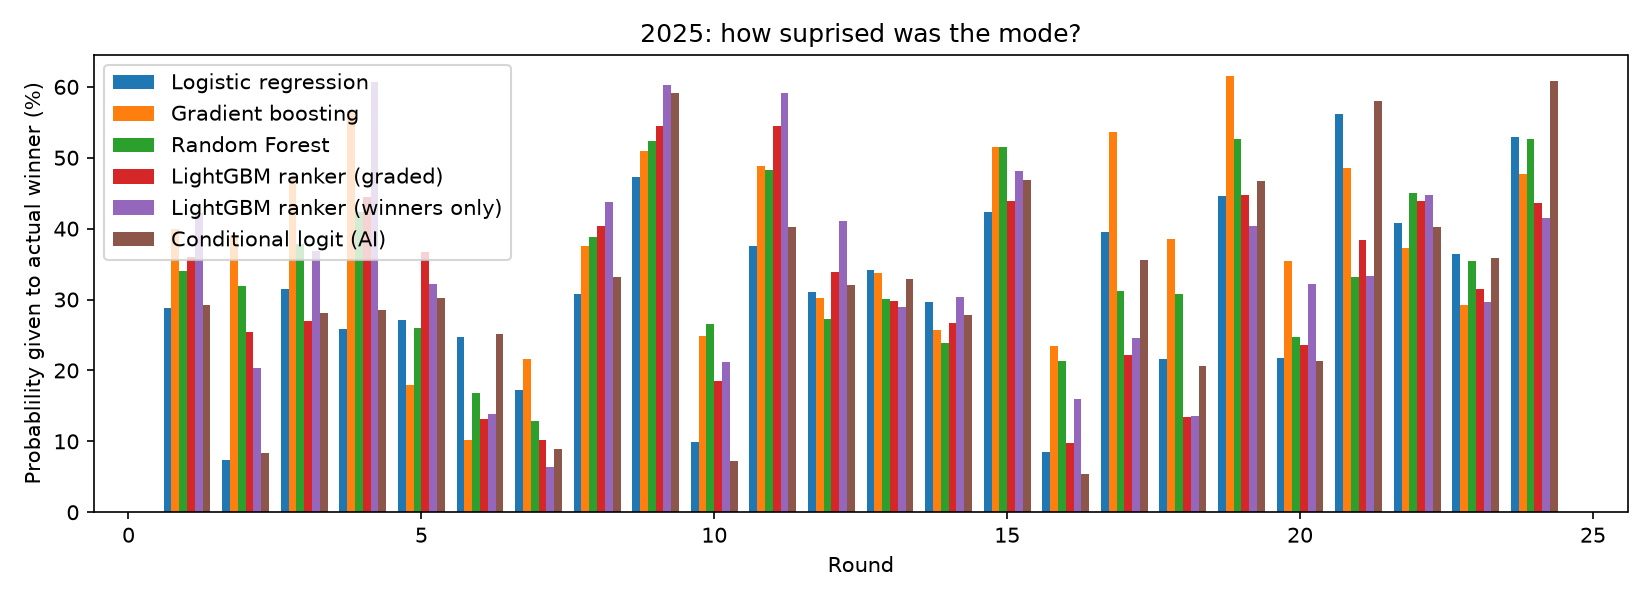 2025: how suprised was the mode?
Probablility given to actual winner (%)
60
50
40
30
20
10
0
Logistic regression
Gradient boosting
Random Forest
LightGBM ranker (graded)
LightGBM ranker (winners only)
Conditional logit (AI)
0 5 10 15 20 25
Round